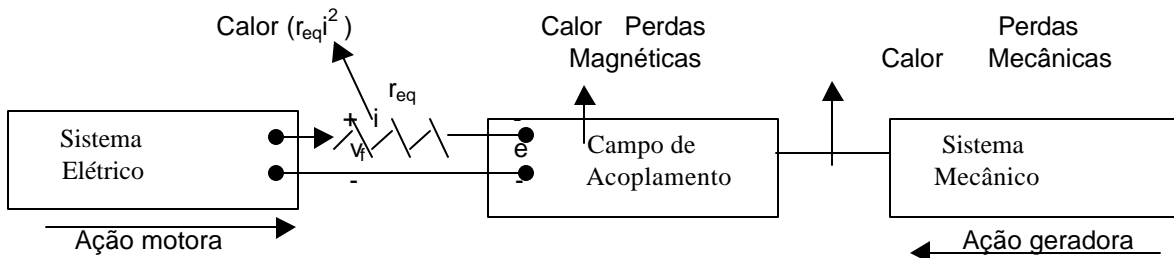 Calor (r_eq i²)
Calor Perdas
Magnéticas
Perdas
Calor Mecânicas
r_eq
+ i -
v_f e
- -
Sistema
Elétrico
Campo de
Acoplamento
Sistema
Mecânico
Ação motora
Ação geradora